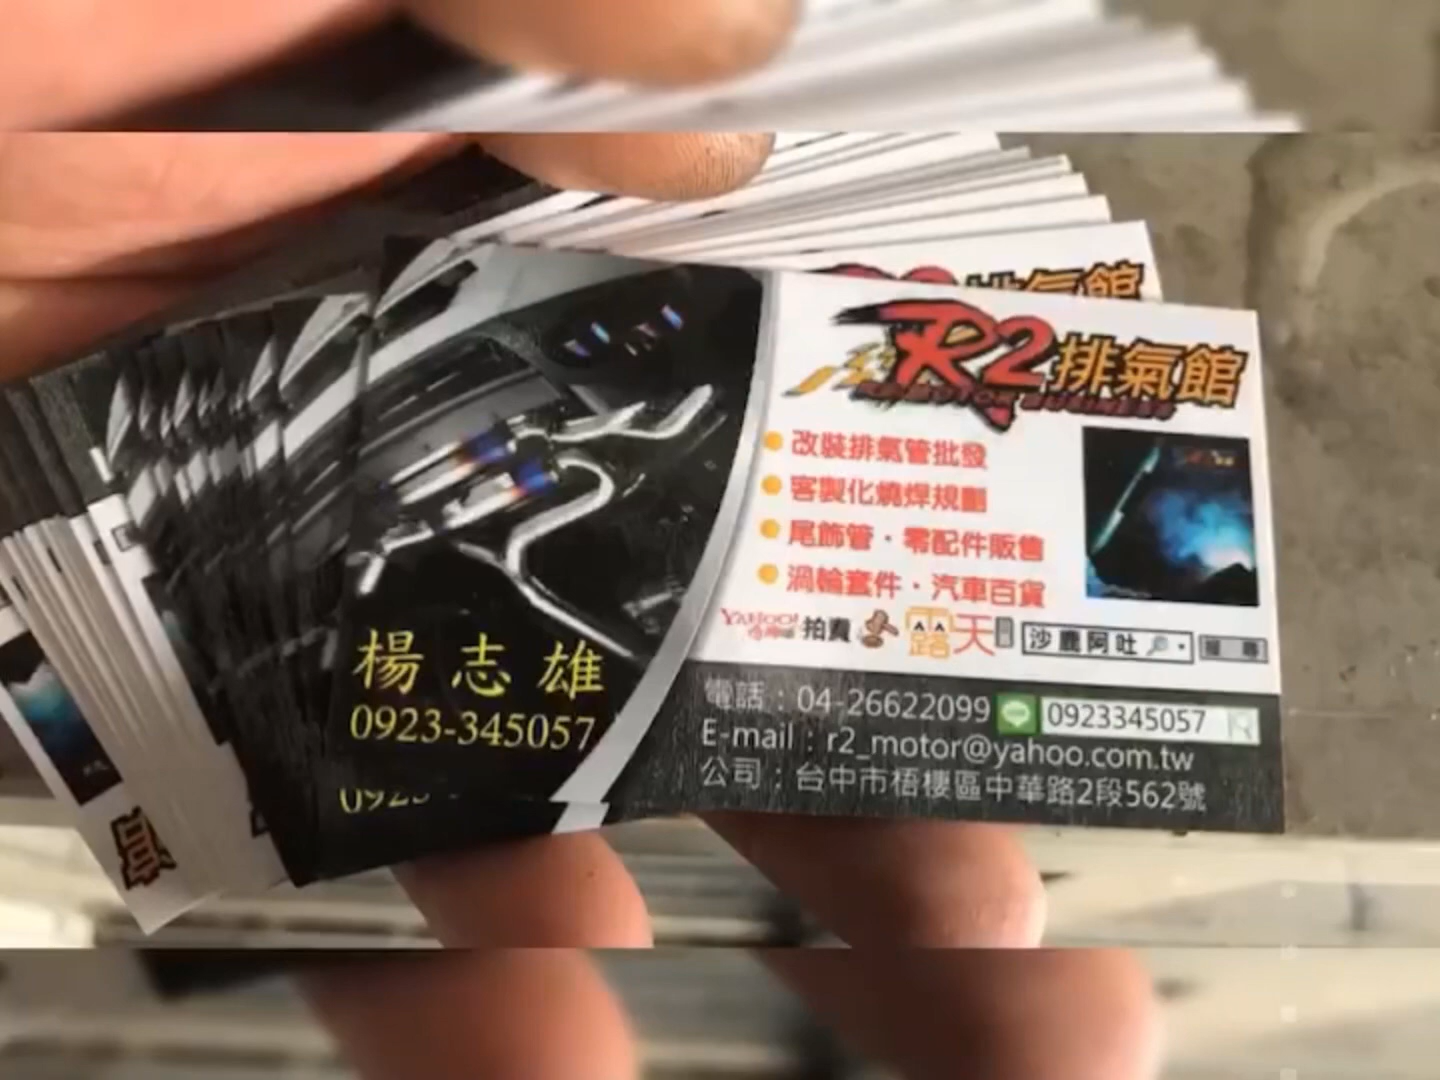 R2排氣館
改裝排氣管批發
客製化燒焊規劃
尾飾管・零配件販售
渦輪套件・汽車百貨
YAHOO! 拍賣 露天 沙鹿阿吐 搜尋
楊志雄
0923-345057
電話：04-26622099 0923345057
E-mail：r2_motor@yahoo.com.tw
公司：台中市梧棲區中華路2段562號